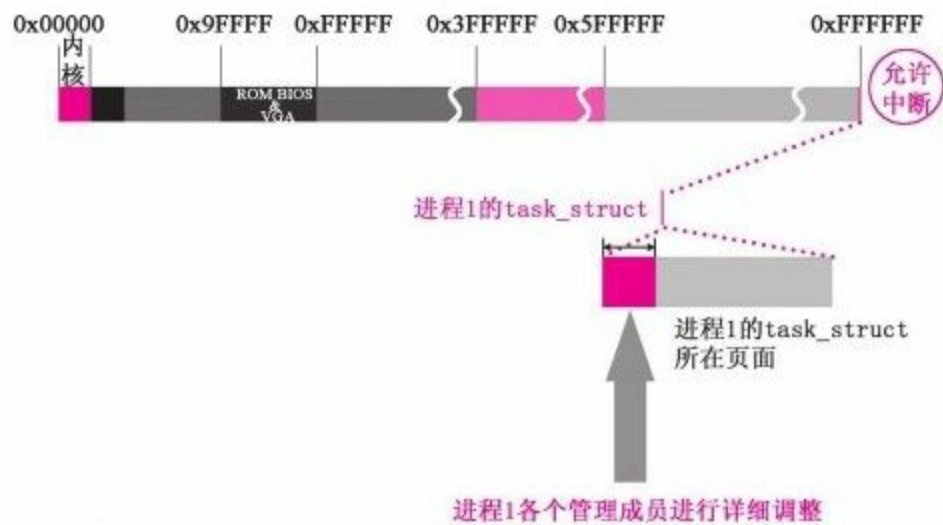 0x00000 0x9FFFF 0xFFFFF 0x3FFFFF 0x5FFFFF 0xFFFFFF
内
核
ROM BIOS
&
VGA
允许
中断
进程1的task_struct
进程1的task_struct
所在页面
进程1各个管理成员进行详细调整